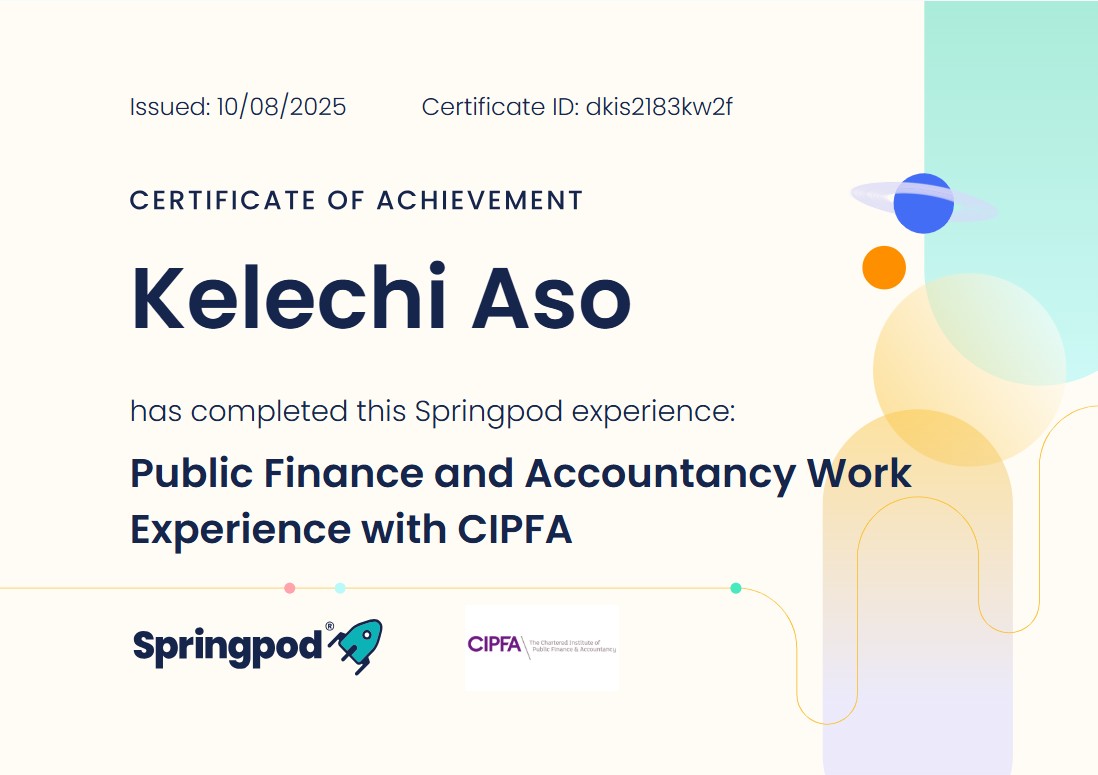 Issued: 10/08/2025 Certificate ID: dkis2183kw2f
CERTIFICATE OF ACHIEVEMENT
Kelechi Aso
has completed this Springpod experience:
Public Finance and Accountancy Work
Experience with CIPFA
Springpod®
CIPFA The Chartered Institute of
Public Finance & Accountancy